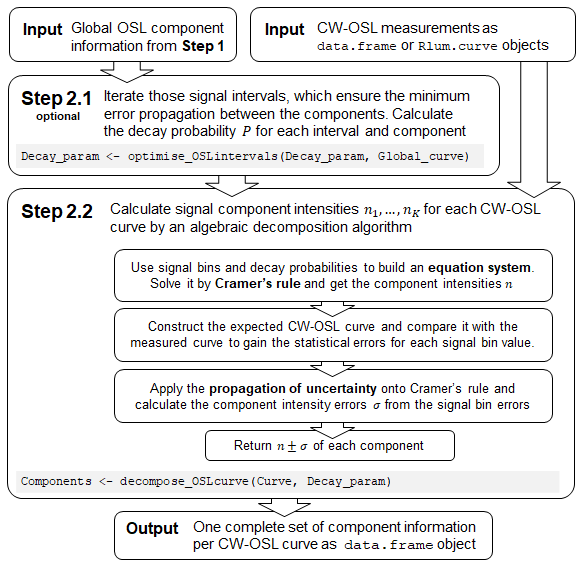 Input Global OSL component
information from Step 1
Input CW-OSL measurements as
data.frame or Rlum.curve objects
Step 2.1
optional
Iterate those signal intervals, which ensure the minimum
error propagation between the components. Calculate
the decay probability P for each interval and component
Decay_param <- optimise_OSLintervals(Decay_param, Global_curve)
Step 2.2
Calculate signal component intensities n₁,…,n_K for each CW-OSL
curve by an algebraic decomposition algorithm
Use signal bins and decay probabilities to build an equation system.
Solve it by Cramer's rule and get the component intensities n
Construct the expected CW-OSL curve and compare it with the
measured curve to gain the statistical errors for each signal bin value.
Apply the propagation of uncertainty onto Cramer's rule and
calculate the component intensity errors σ from the signal bin errors
Return n ± σ of each component
Components <- decompose_OSLcurve(Curve, Decay_param)
Output One complete set of component information
per CW-OSL curve as data.frame object